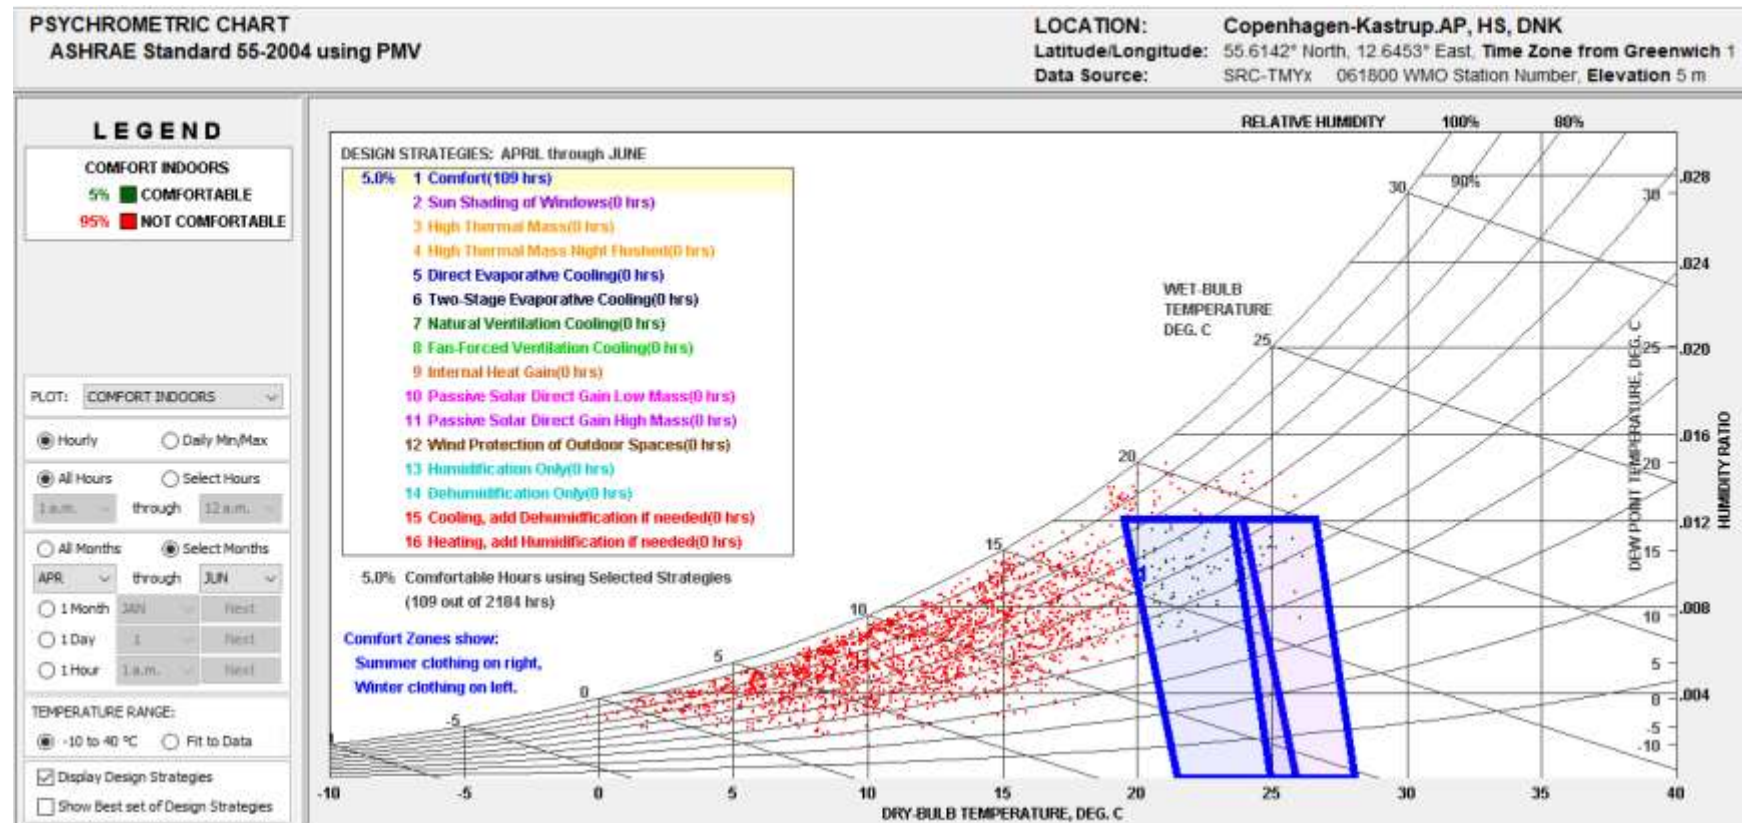 PSYCHROMETRIC CHART
ASHRAE Standard 55-2004 using PMV
LOCATION: Copenhagen-Kastrup.AP, HS, DNK
Latitude/Longitude: 55.6142° North, 12.6453° East, Time Zone from Greenwich 1
Data Source: SRC-TMYx 061800 WMO Station Number, Elevation 5 m
LEGEND
COMFORT INDOORS
5% COMFORTABLE
95% NOT COMFORTABLE
PLOT: COMFORT INDOORS
Hourly Daily Min/Max
All Hours Select Hours
1 a.m. through 12 a.m.
All Months Select Months
APR through JUN
1 Month JAN Next
1 Day 1 Next
1 Hour 1 a.m. Next
TEMPERATURE RANGE:
-10 to 40 °C Fit to Data
Display Design Strategies
Show Best set of Design Strategies
DESIGN STRATEGIES: APRIL through JUNE
5.0% 1 Comfort(109 hrs)
2 Sun Shading of Windows(0 hrs)
3 High Thermal Mass(0 hrs)
4 High Thermal Mass Night Flushed(0 hrs)
5 Direct Evaporative Cooling(0 hrs)
6 Two-Stage Evaporative Cooling(0 hrs)
7 Natural Ventilation Cooling(0 hrs)
8 Fan-Forced Ventilation Cooling(0 hrs)
9 Internal Heat Gain(0 hrs)
10 Passive Solar Direct Gain Low Mass(0 hrs)
11 Passive Solar Direct Gain High Mass(0 hrs)
12 Wind Protection of Outdoor Spaces(0 hrs)
13 Humidification Only(0 hrs)
14 Dehumidification Only(0 hrs)
15 Cooling, add Dehumidification if needed(0 hrs)
16 Heating, add Humidification if needed(0 hrs)
5.0% Comfortable Hours using Selected Strategies
(109 out of 2184 hrs)
Comfort Zones show:
Summer clothing on right,
Winter clothing on left.
RELATIVE HUMIDITY 100% 80%
90%
WET-BULB
TEMPERATURE
DEG. C
-5
0
5
10
15
20
25
30
1
30
25
20
15
10
5
0
-5
-10
DEW POINT TEMPERATURE, DEG. C
.028
.024
.020
.016
.012
.008
.004
HUMIDITY RATIO
-10 -5 0 5 10 15 20 25 30 35 40
DRY-BULB TEMPERATURE, DEG. C